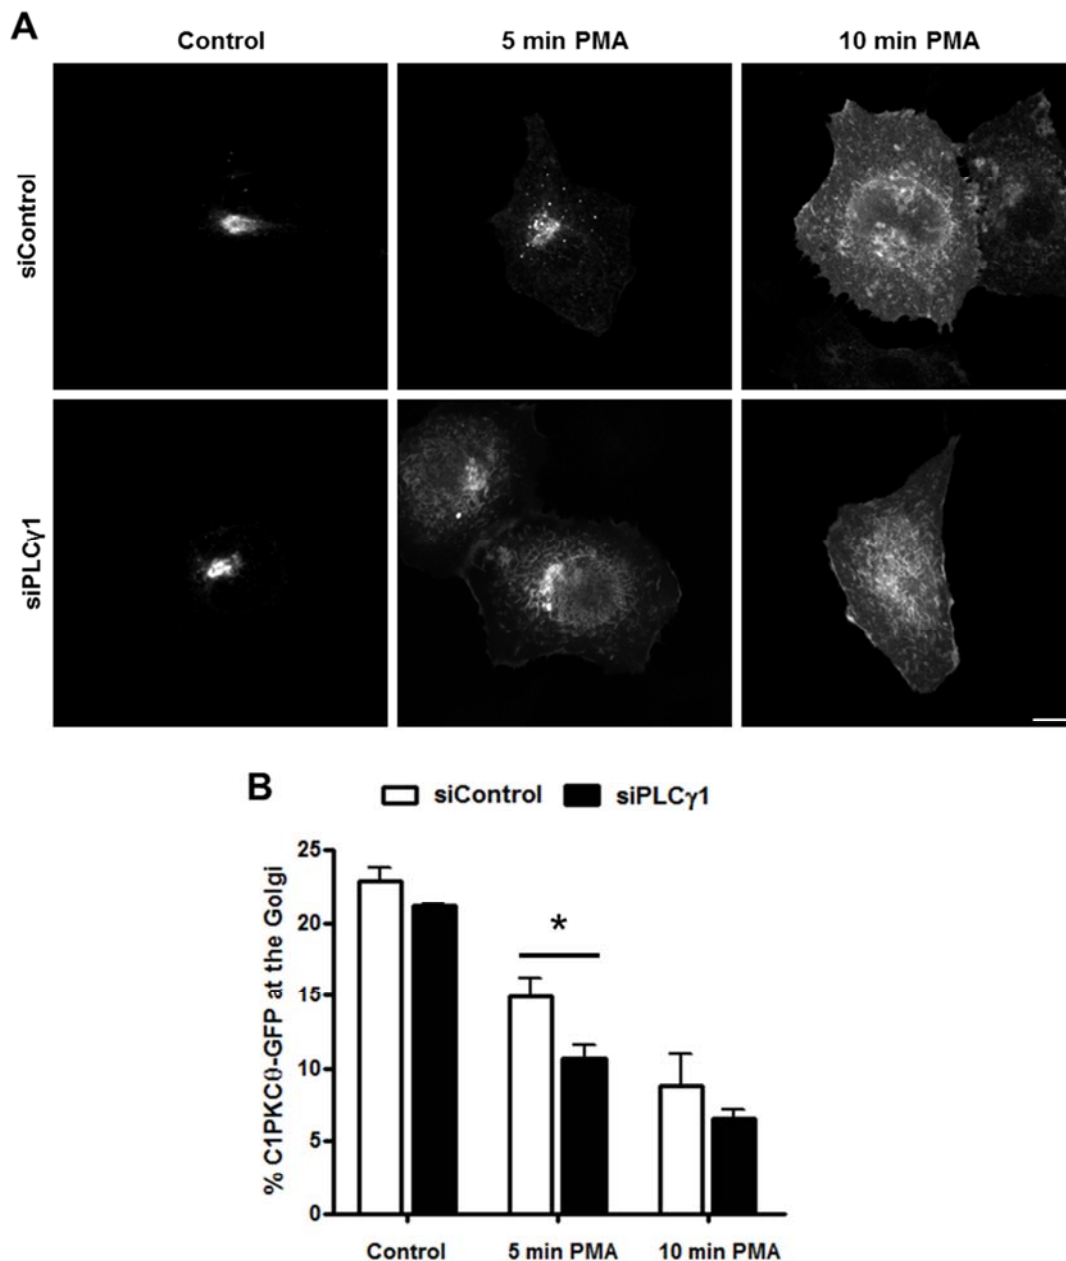 A
Control 5 min PMA 10 min PMA
siControl
siPLCγ1
B
siControl siPLCγ1
% C1PKCθ-GFP at the Golgi
25
20
15
10
5
0
*
Control 5 min PMA 10 min PMA